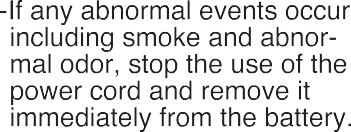 -If any abnormal events occur
including smoke and abnor-
mal odor, stop the use of the
power cord and remove it
immediately from the battery.